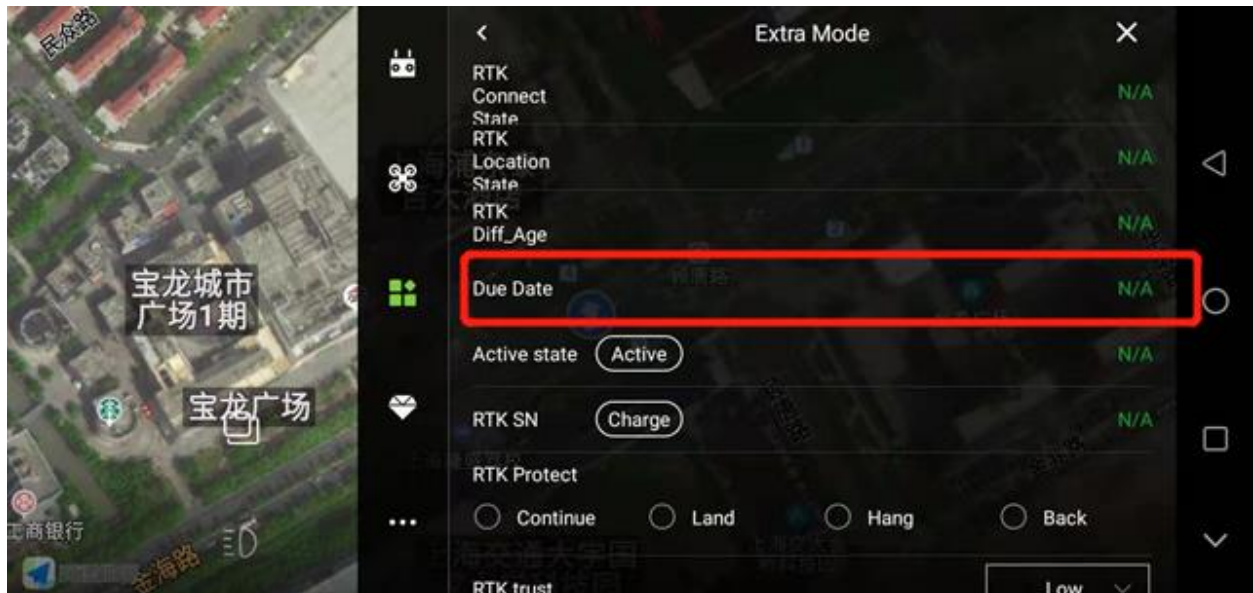 民众路
宝龙城市
广场1期
宝龙广场
工商银行
金海路
Extra Mode
RTK
Connect
State
N/A
RTK
Location
State
N/A
RTK
Diff_Age
N/A
Due Date
N/A
Active state
Active
N/A
RTK SN
Charge
N/A
RTK Protect
Continue
Land
Hang
Back
RTK trust
Low